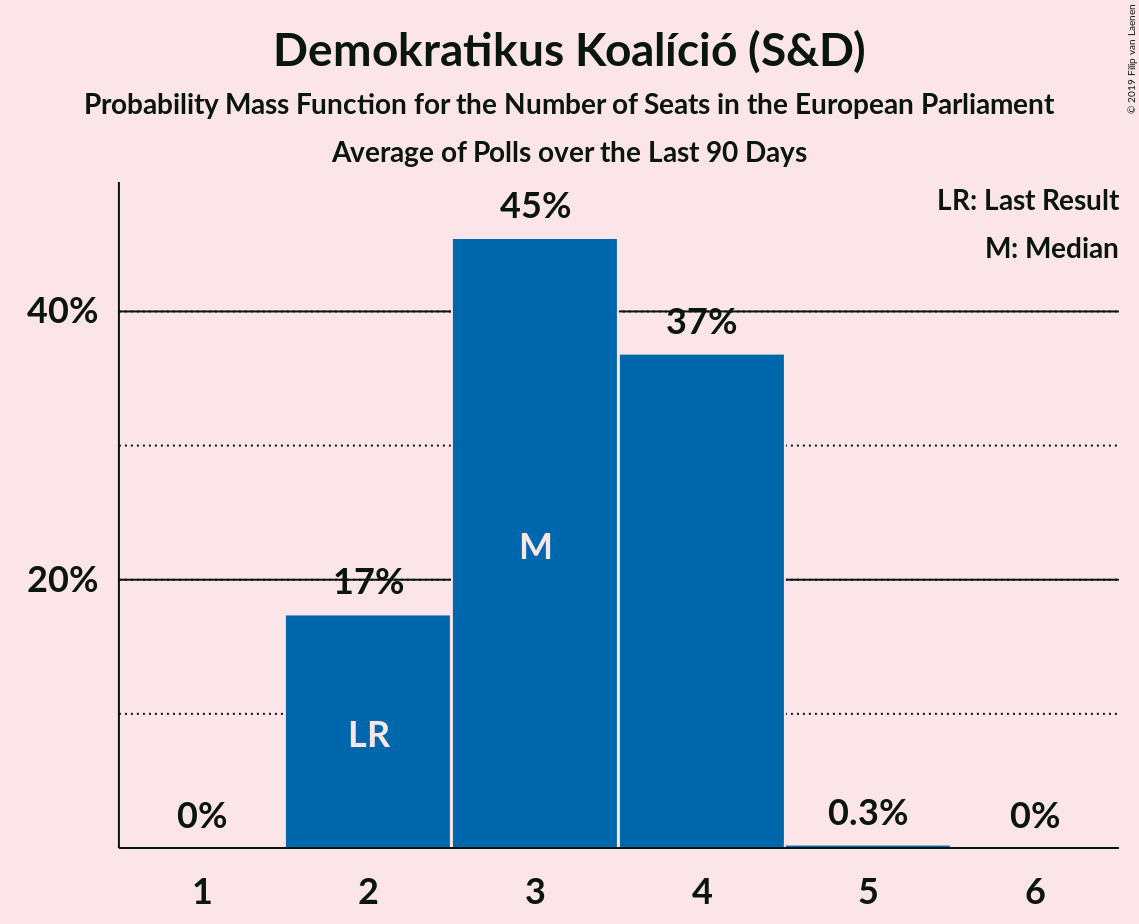 Demokratikus Koalíció (S&D)
Probability Mass Function for the Number of Seats in the European Parliament
Average of Polls over the Last 90 Days
© 2019 Filip van Laenen
LR: Last Result
M: Median
45%
40%
37%
M
20%
17%
LR
0%
0.3%
0%
1
2
3
4
5
6